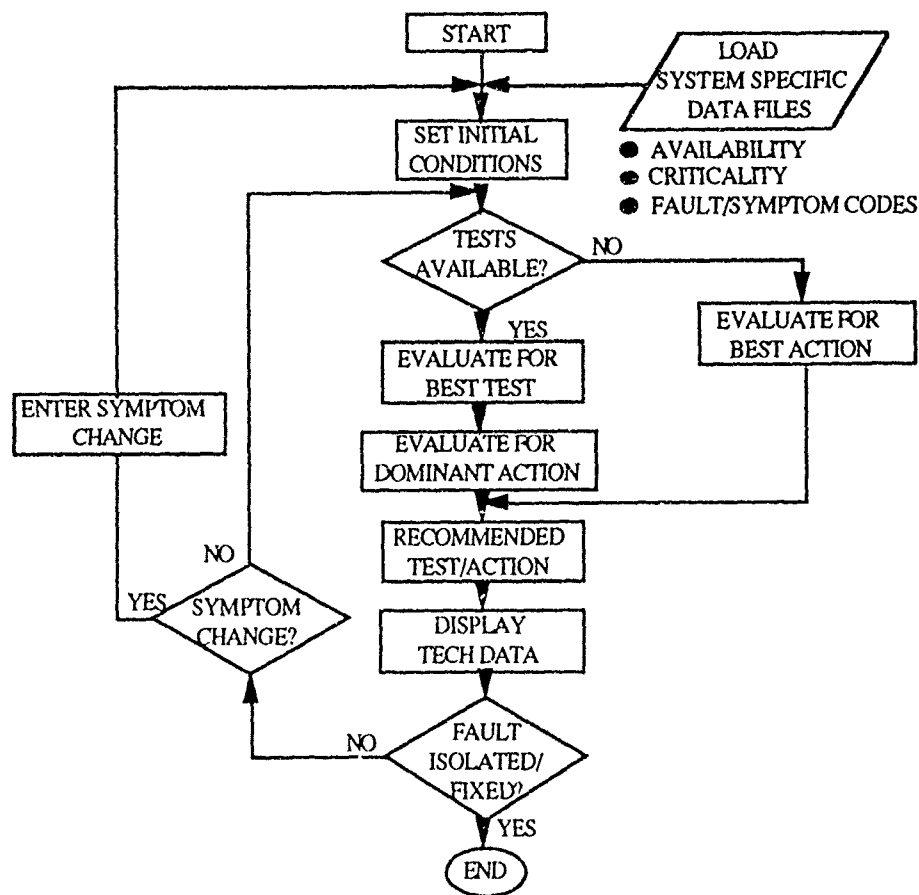 START
LOAD
SYSTEM SPECIFIC
DATA FILES
SET INITIAL
CONDITIONS
● AVAILABILITY
● CRITICALITY
● FAULT/SYMPTOM CODES
TESTS
AVAILABLE?
NO
YES
EVALUATE FOR
BEST ACTION
EVALUATE FOR
BEST TEST
ENTER SYMPTOM
CHANGE
EVALUATE FOR
DOMINANT ACTION
RECOMMENDED
TEST/ACTION
NO
YES
SYMPTOM
CHANGE?
DISPLAY
TECH DATA
NO
FAULT
ISOLATED/
FIXED?
YES
END